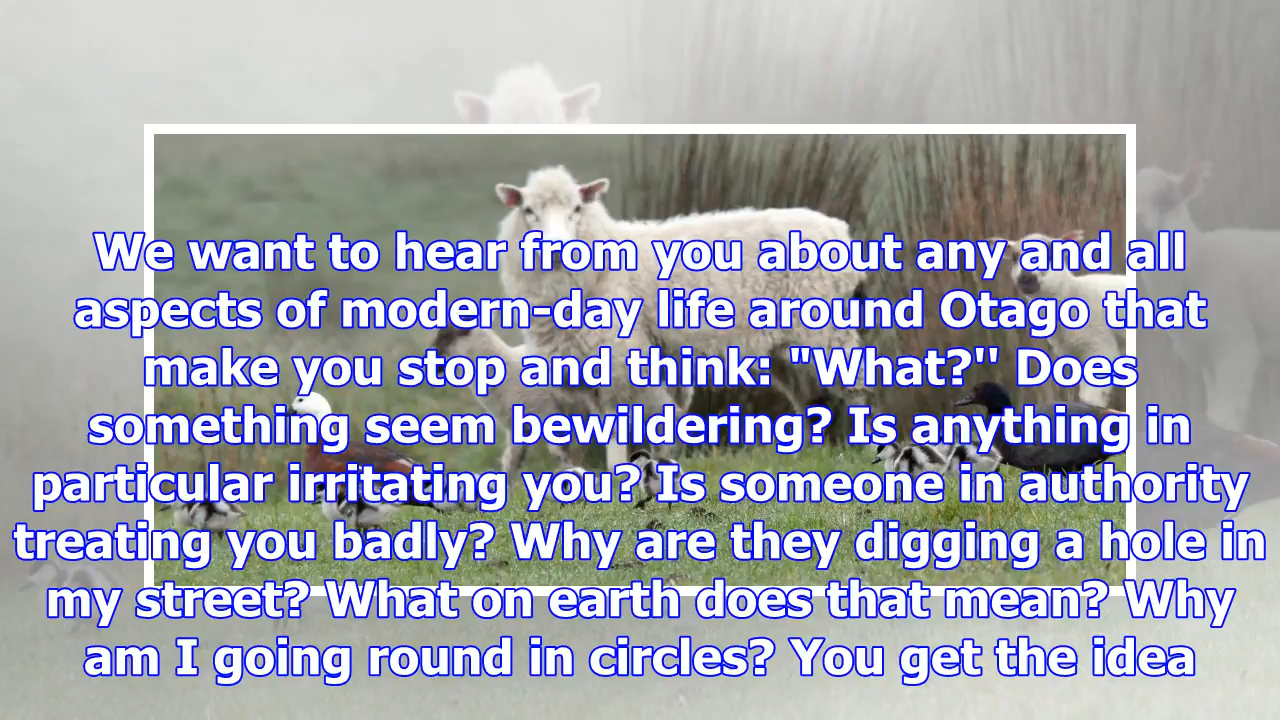 We want to hear from you about any and all
aspects of modern-day life around Otago that
make you stop and think: "What?'' Does
something seem bewildering? Is anything in
particular irritating you? Is someone in authority
treating you badly? Why are they digging a hole in
my street? What on earth does that mean? Why
am I going round in circles? You get the idea